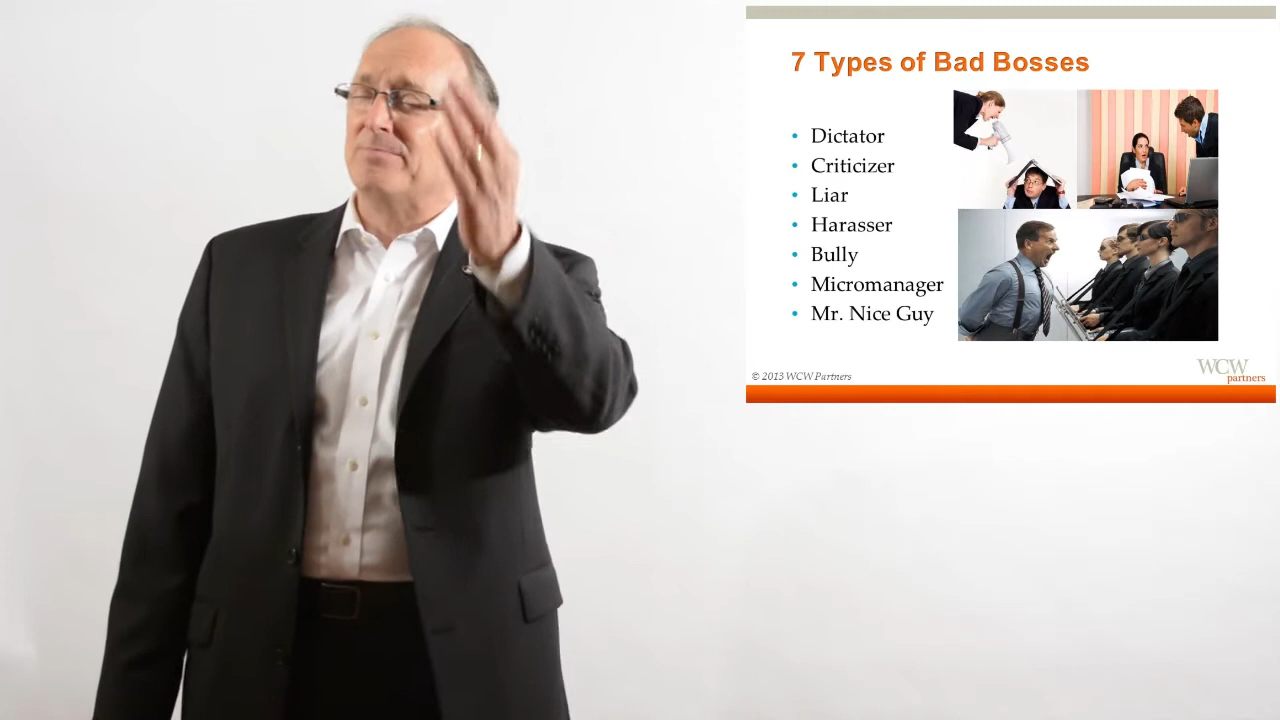 7 Types of Bad Bosses
• Dictator
• Criticizer
• Liar
• Harasser
• Bully
• Micromanager
• Mr. Nice Guy
© 2013 WCW Partners
WCW
partners